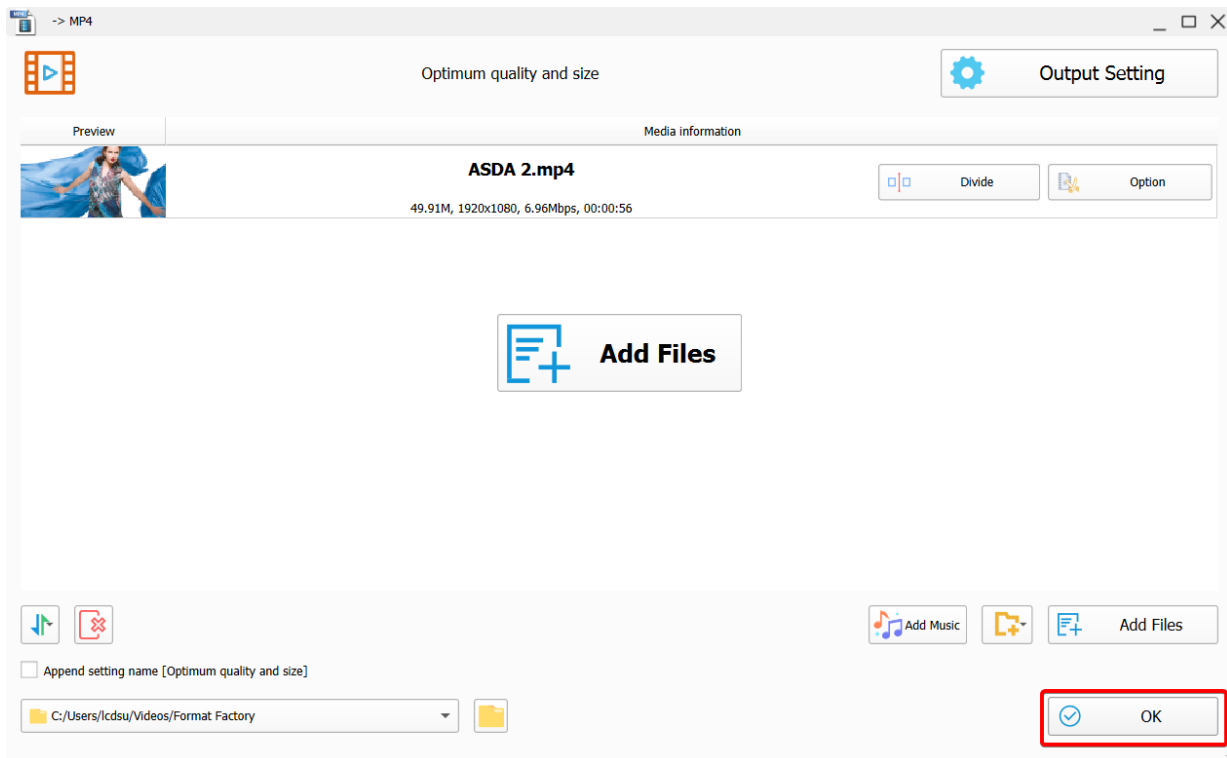 -> MP4
Optimum quality and size
Output Setting
Preview
Media information
ASDA 2.mp4
49.91M, 1920x1080, 6.96Mbps, 00:00:56
Divide
Option
Add Files
Add Music
Add Files
Append setting name [Optimum quality and size]
C:/Users/lcdsu/Videos/Format Factory
OK